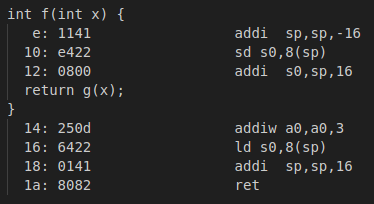 int f(int x) {
   e: 1141                 addi  sp,sp,-16
  10: e422                 sd s0,8(sp)
  12: 0800                 addi  s0,sp,16
  return g(x);
}
  14: 250d                 addiw a0,a0,3
  16: 6422                 ld s0,8(sp)
  18: 0141                 addi  sp,sp,16
  1a: 8082                 ret